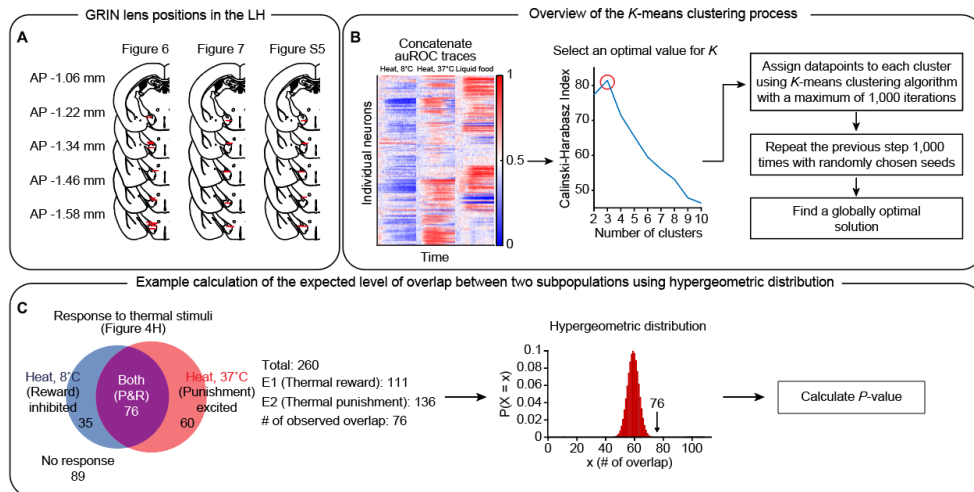 GRIN lens positions in the LH
A
Figure 6
Figure 7
Figure S5
AP -1.06 mm
AP -1.22 mm
AP -1.34 mm
AP -1.46 mm
AP -1.58 mm
Overview of the K-means clustering process
B
Concatenate
auROC traces
Heat, 8°C
Heat, 37°C
Liquid food
Individual neurons
Time
1
0.5
0
Select an optimal value for K
Calinski-Harabasz Index
80
70
60
50
2 3 4 5 6 7 8 9 10
Number of clusters
Assign datapoints to each cluster
using K-means clustering algorithm
with a maximum of 1,000 iterations
Repeat the previous step 1,000
times with randomly chosen seeds
Find a globally optimal
solution
Example calculation of the expected level of overlap between two subpopulations using hypergeometric distribution
C
Response to thermal stimuli
(Figure 4H)
Heat, 8°C
(Reward)
inhibited
35
Both
(P&R)
76
Heat, 37°C
(Punishment)
excited
60
No response
89
Total: 260
E1 (Thermal reward): 111
E2 (Thermal punishment): 136
# of observed overlap: 76
Hypergeometric distribution
P(X = x)
0.1
0.08
0.06
0.04
0.02
0
76
0 20 40 60 80 100
x (# of overlap)
Calculate P-value